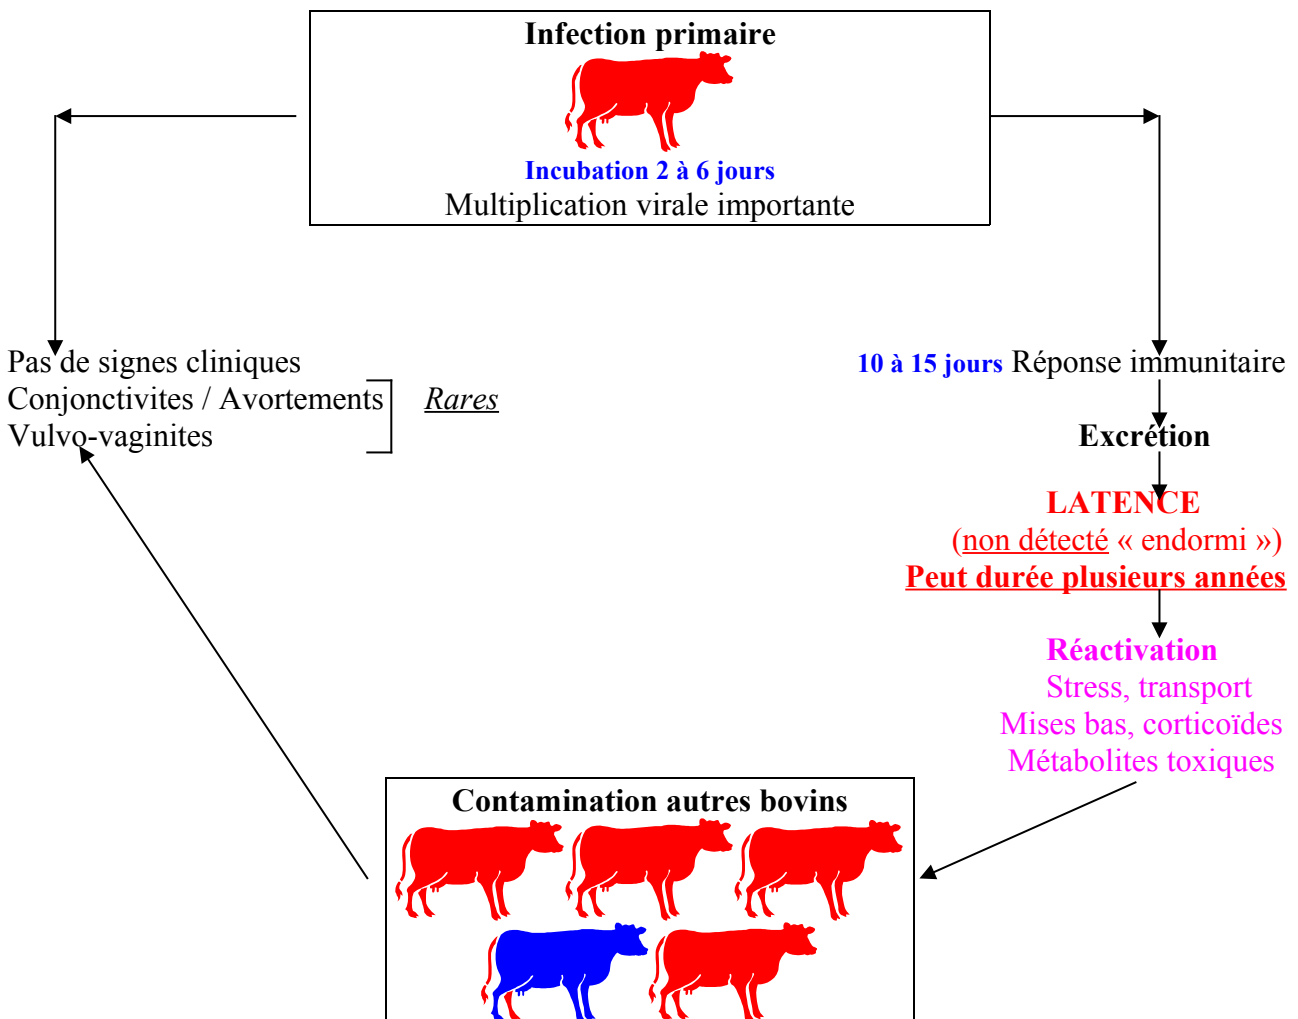 Infection primaire
Incubation 2 à 6 jours
Multiplication virale importante
Pas de signes cliniques
Conjonctivites / Avortements
Vulvo-vaginites
Rares
10 à 15 jours Réponse immunitaire
Excrétion
LATENCE
(non détecté « endormi »)
Peut durée plusieurs années
Réactivation
Stress, transport
Mises bas, corticoïdes
Métabolites toxiques
Contamination autres bovins